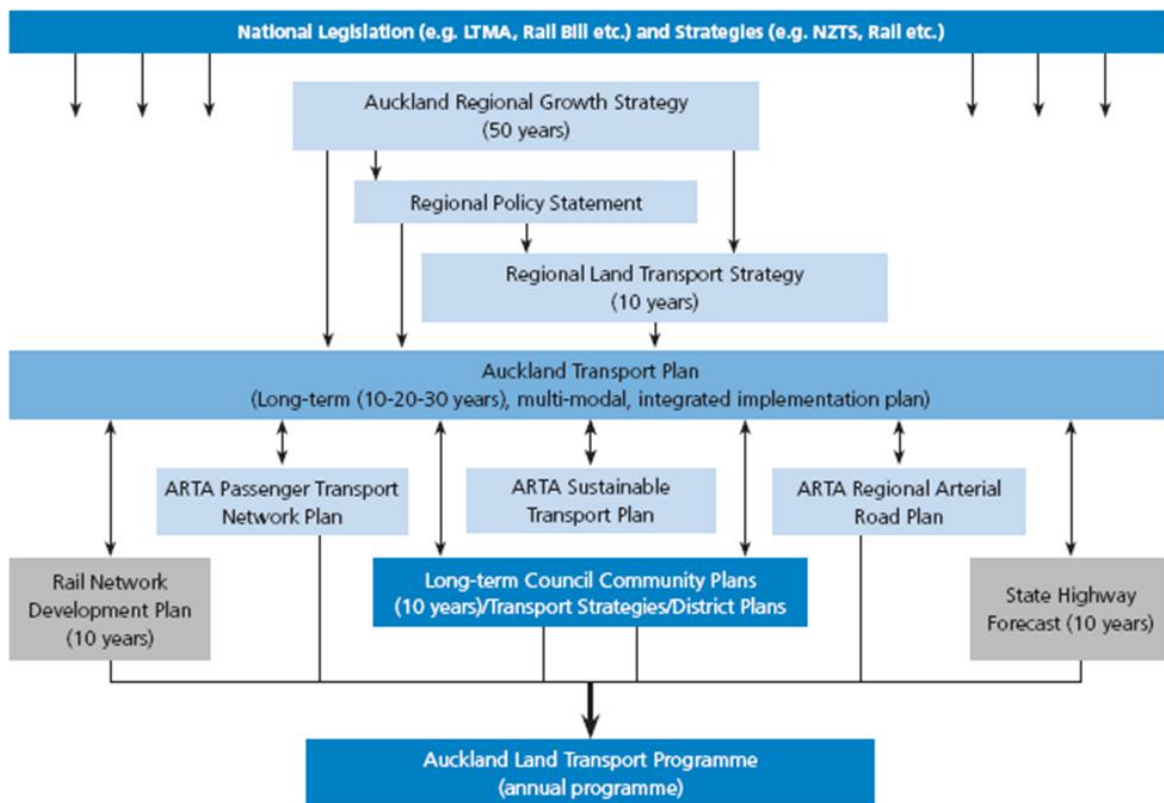 National Legislation (e.g. LTMA, Rail Bill etc.) and Strategies (e.g. NZTS, Rail etc.)
Auckland Regional Growth Strategy
(50 years)
Regional Policy Statement
Regional Land Transport Strategy
(10 years)
Auckland Transport Plan
(Long-term (10-20-30 years), multi-modal, integrated implementation plan)
ARTA Passenger Transport
Network Plan
ARTA Sustainable
Transport Plan
ARTA Regional Arterial
Road Plan
Rail Network
Development Plan
(10 years)
Long-term Council Community Plans
(10 years)/Transport Strategies/District Plans
State Highway
Forecast (10 years)
Auckland Land Transport Programme
(annual programme)